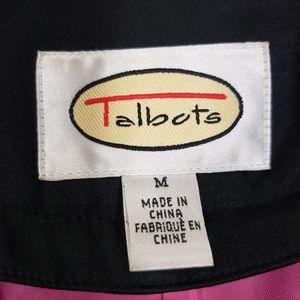 Talbots
M
MADE IN
CHINA
FABRIQUÉ EN
CHINE